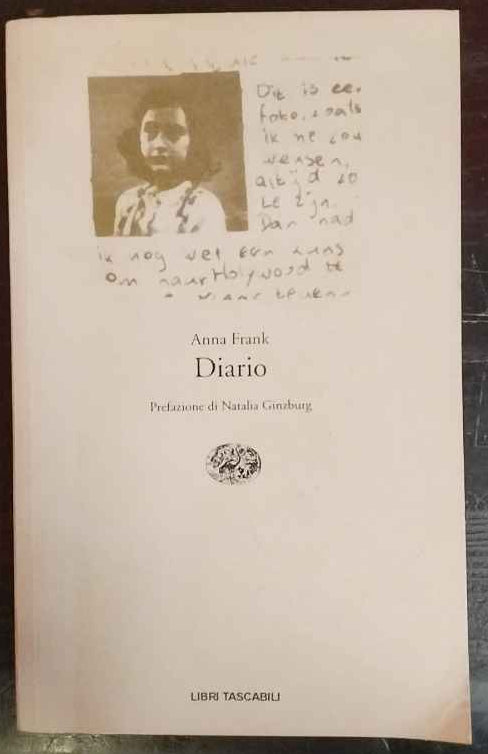 Dit is ee
foto, zoals
ik me zou
wensen,
altijd zo
te zijn.
Dan had
ik nog wel een kans
om naar Holywood te
Anna Frank
Diario
Prefazione di Natalia Ginzburg
LIBRI TASCABILI